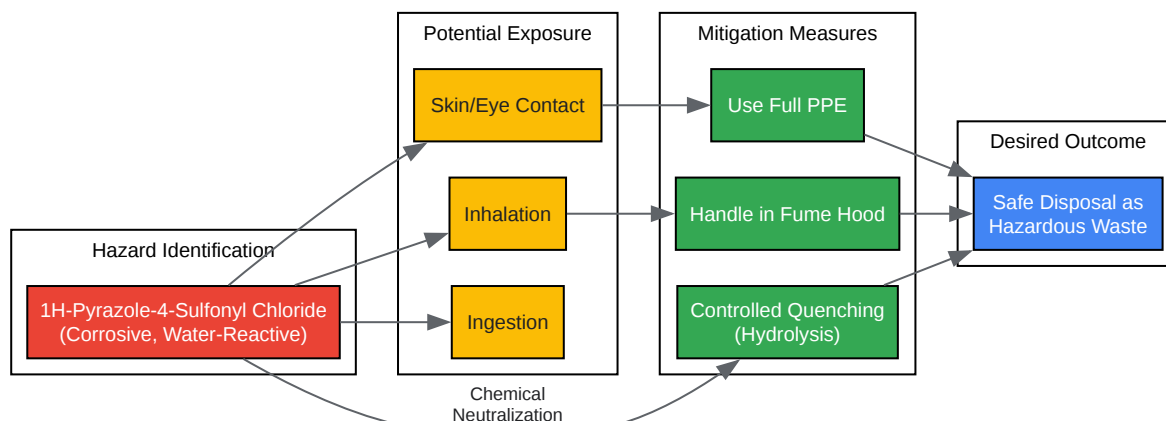 Potential Exposure
Mitigation Measures
Skin/Eye Contact
Use Full PPE
Desired Outcome
Inhalation
Handle in Fume Hood
Safe Disposal as
Hazardous Waste
Hazard Identification
1H-Pyrazole-4-Sulfonyl Chloride
(Corrosive, Water-Reactive)
Ingestion
Controlled Quenching
(Hydrolysis)
Chemical
Neutralization